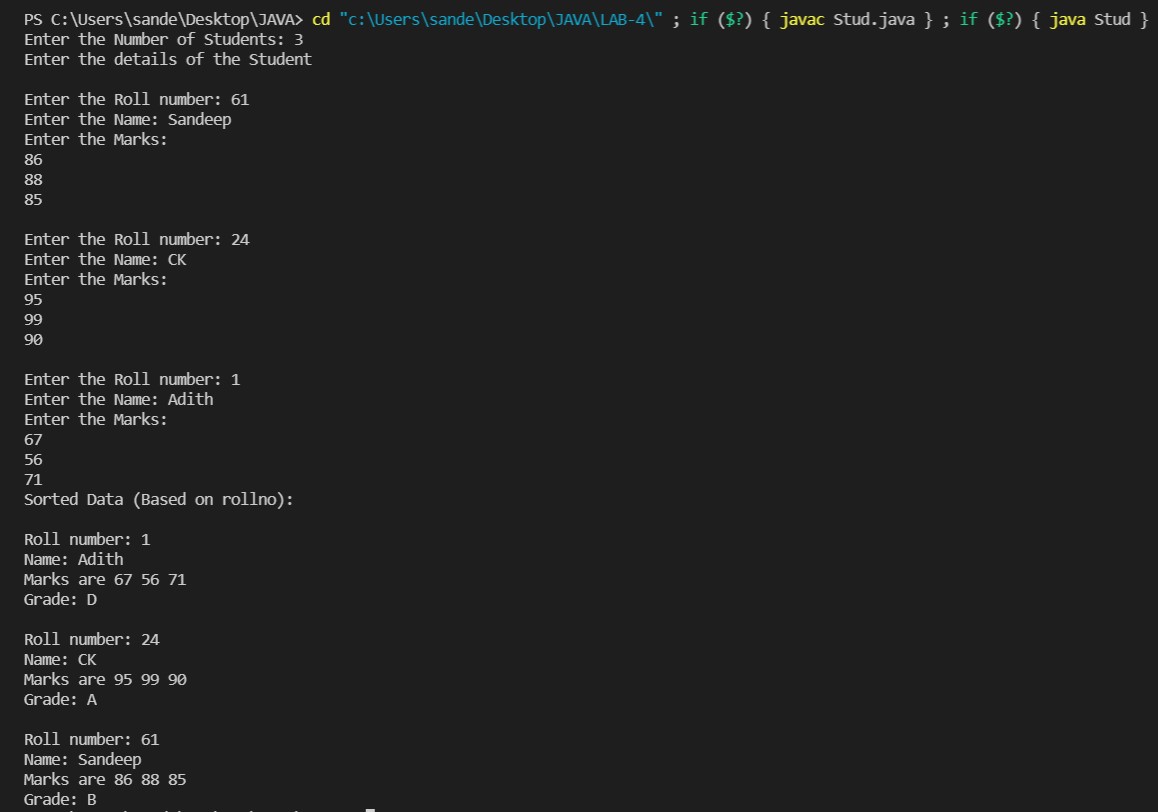 PS C:\Users\sande\Desktop\JAVA> cd "c:\Users\sande\Desktop\JAVA\LAB-4\" ; if ($?) { javac Stud.java } ; if ($?) { java Stud }
Enter the Number of Students: 3
Enter the details of the Student
Enter the Roll number: 61
Enter the Name: Sandeep
Enter the Marks:
86
88
85
Enter the Roll number: 24
Enter the Name: CK
Enter the Marks:
95
99
90
Enter the Roll number: 1
Enter the Name: Adith
Enter the Marks:
67
56
71
Sorted Data (Based on rollno):
Roll number: 1
Name: Adith
Marks are 67 56 71
Grade: D
Roll number: 24
Name: CK
Marks are 95 99 90
Grade: A
Roll number: 61
Name: Sandeep
Marks are 86 88 85
Grade: B